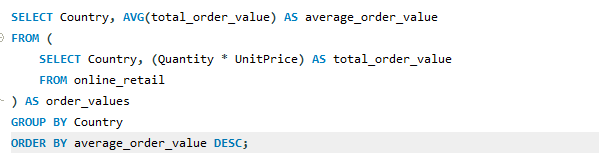 SELECT Country, AVG(total_order_value) AS average_order_value
FROM (
    SELECT Country, (Quantity * UnitPrice) AS total_order_value
    FROM online_retail
) AS order_values
GROUP BY Country
ORDER BY average_order_value DESC;